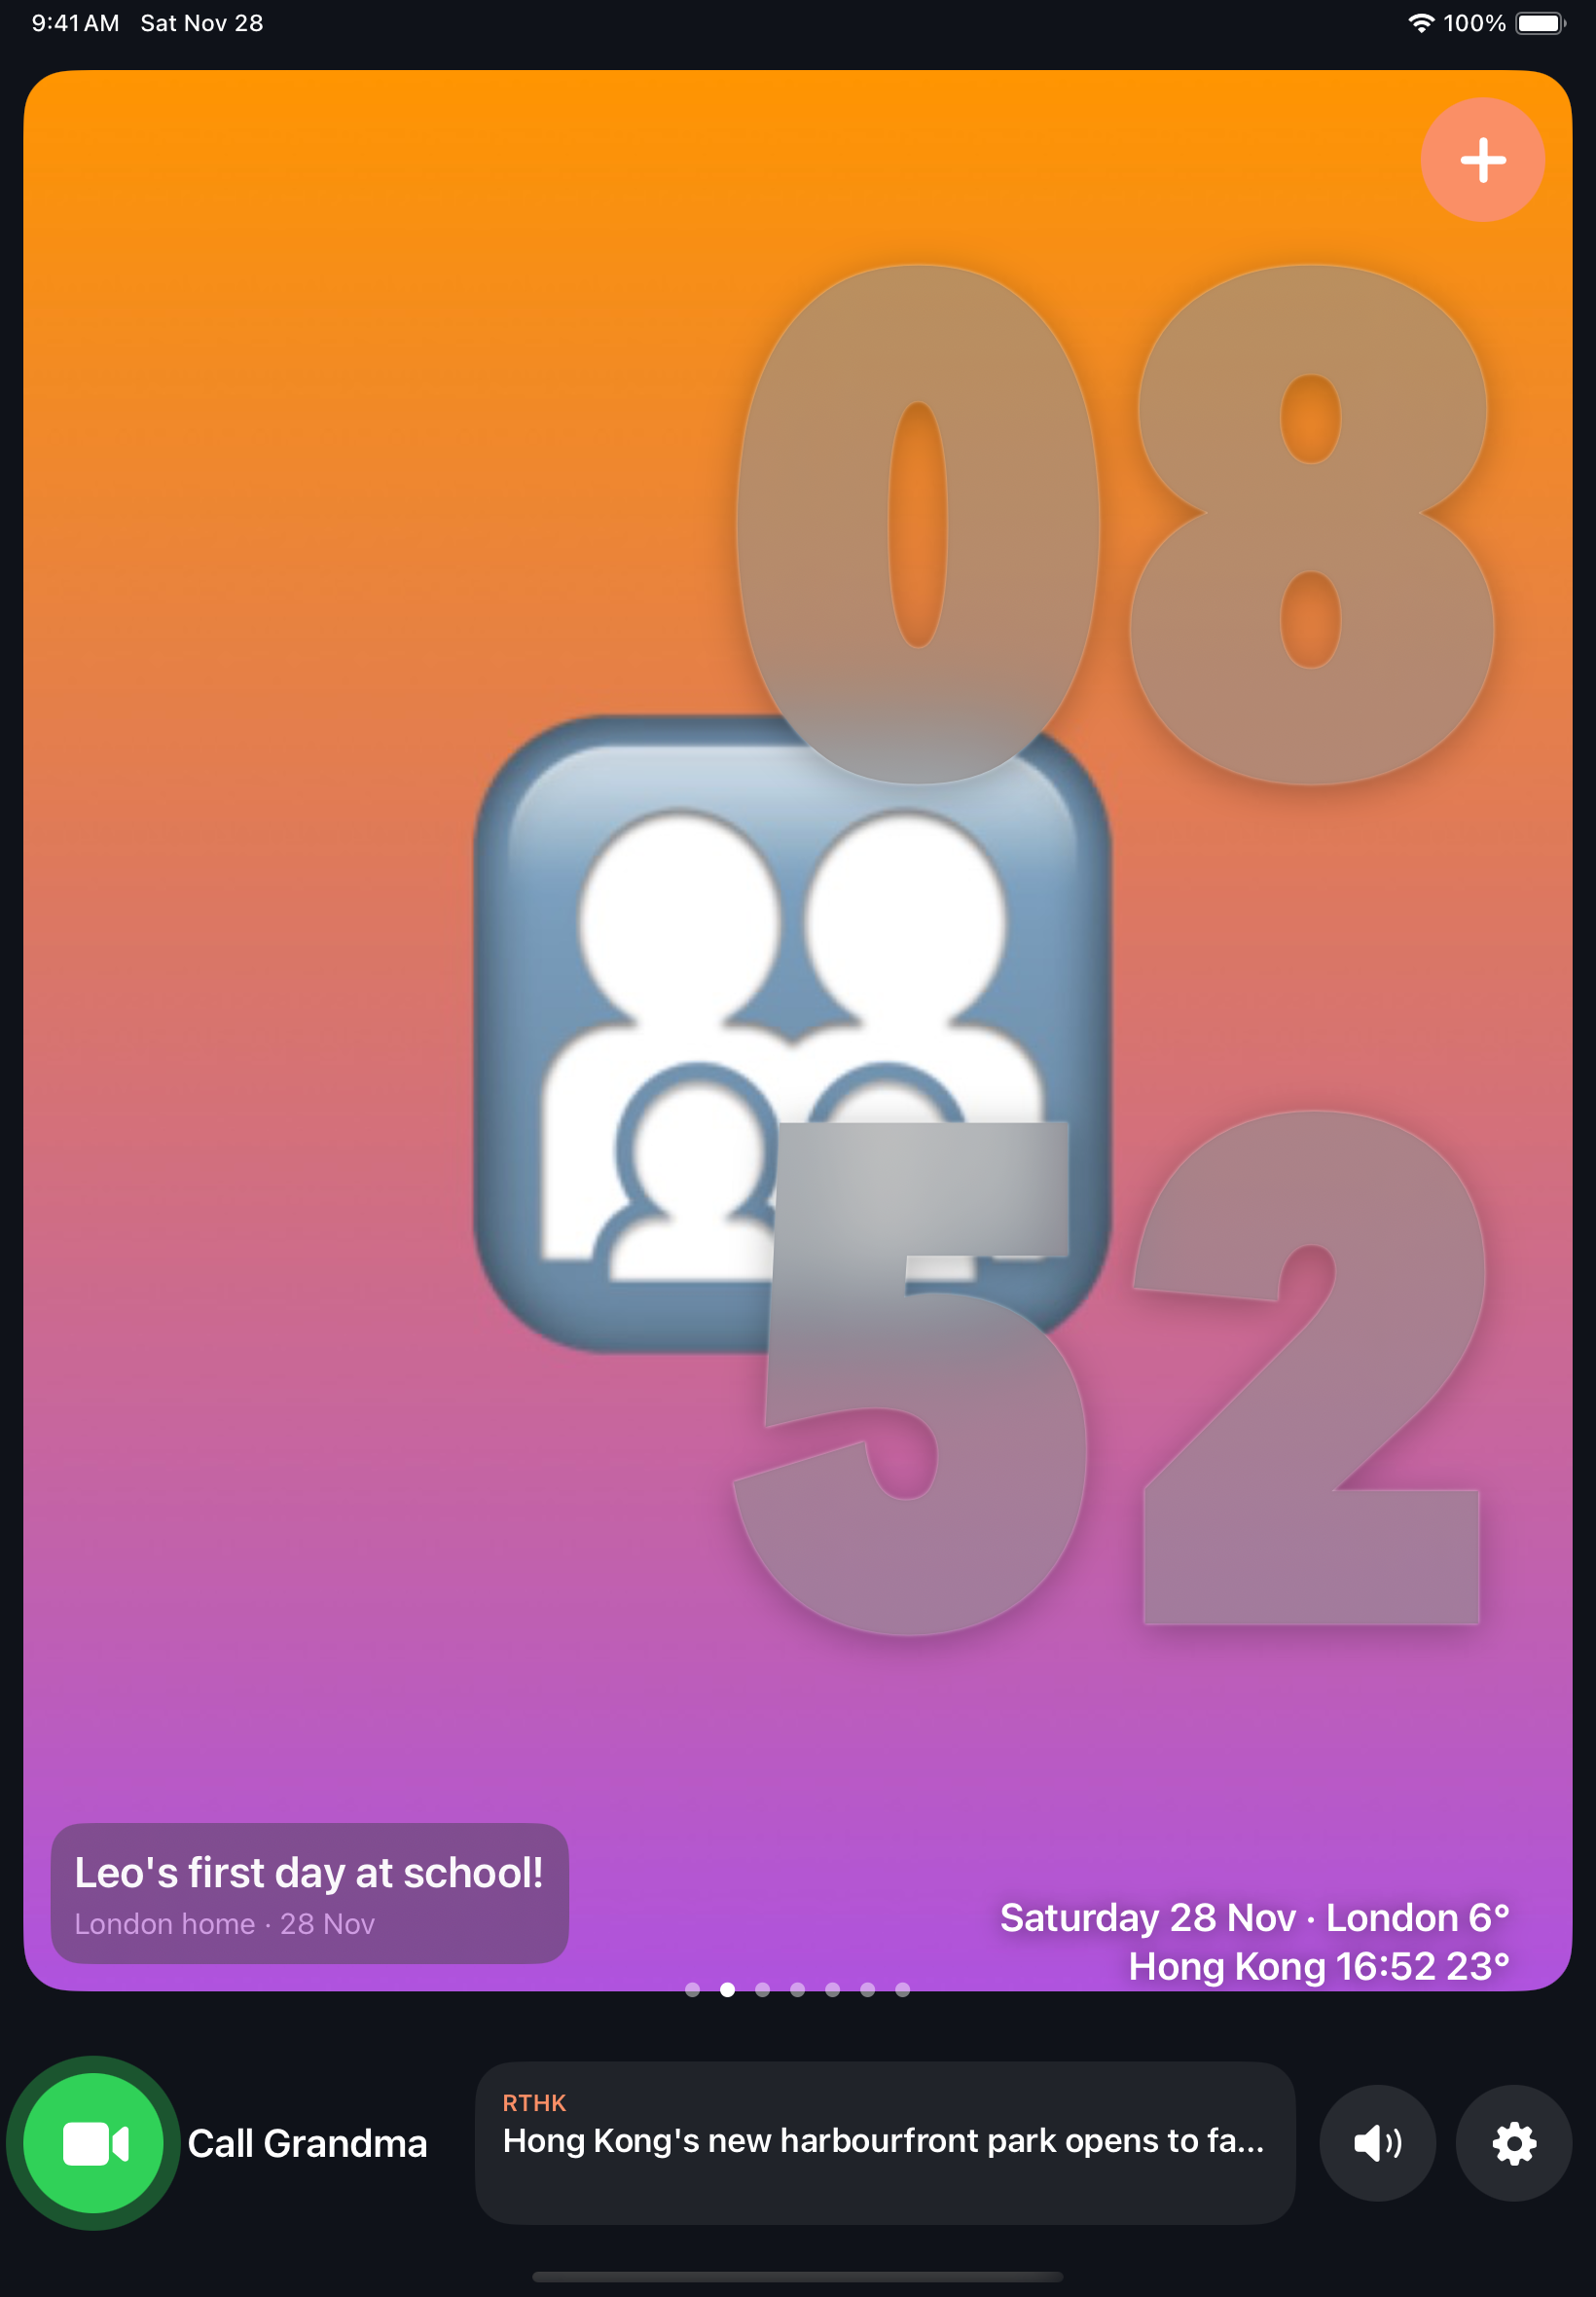 9:41 AM Sat Nov 28
100%
08
52
Leo's first day at school!
London home · 28 Nov
Saturday 28 Nov · London 6°
Hong Kong 16:52 23°
Call Grandma
RTHK
Hong Kong's new harbourfront park opens to fa...